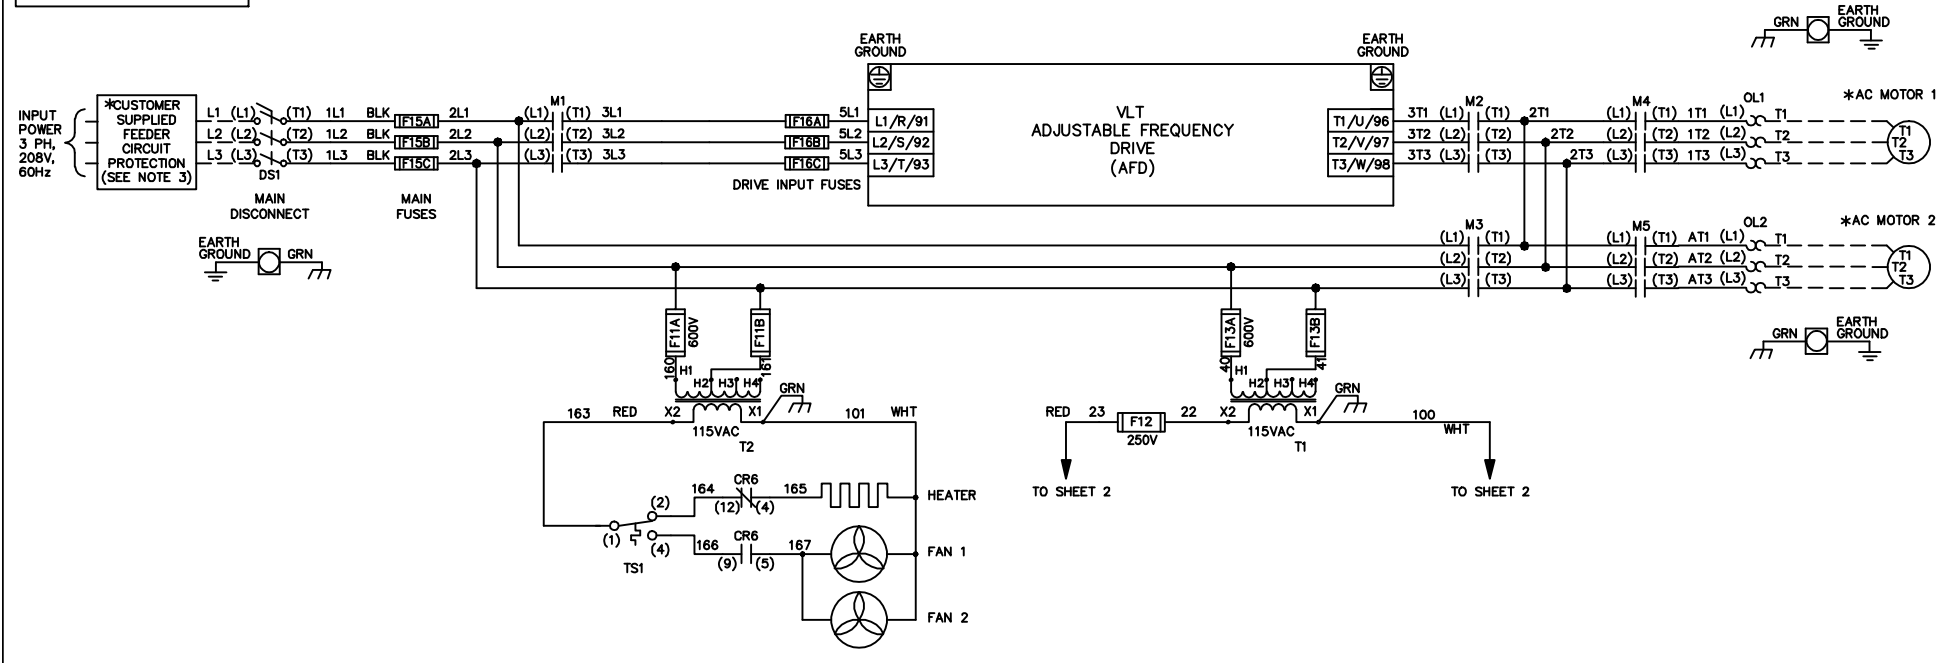 EARTH
GROUND
GRN
EARTH
GROUND
EARTH
GROUND
EARTH
GROUND
INPUT
POWER
3 PH,
208V,
60Hz
*CUSTOMER
SUPPLIED
FEEDER
CIRCUIT
PROTECTION
(SEE NOTE 3)
L1 (L1) (T1) 1L1 BLK F15A 2L1 (L1) M1 (T1) 3L1 F16A 5L1 L1/R/91
L2 (L2) (T2) 1L2 BLK F15B 2L2 (L2) (T2) 3L2 F16B 5L2 L2/S/92
L3 (L3) (T3) 1L3 BLK F15C 2L3 (L3) (T3) 3L3 F16C 5L3 L3/T/93
DS1
MAIN
DISCONNECT
MAIN
FUSES
DRIVE INPUT FUSES
VLT
ADJUSTABLE FREQUENCY
DRIVE
(AFD)
T1/U/96 3T1 (L1) M2 (T1) 2T1 (L1) M4 (T1) 1T1 (L1) OL1 T1
T2/V/97 3T2 (L2) (T2) 2T2 (L2) (T2) 1T2 (L2) T2
T3/W/98 3T3 (L3) (T3) 2T3 (L3) (T3) 1T3 (L3) T3
*AC MOTOR 1
T1
T2
T3
EARTH
GROUND
GRN
M3 M5 OL2
(L1) (T1) (L1) (T1) AT1 (L1) T1
(L2) (T2) (L2) (T2) AT2 (L2) T2
(L3) (T3) (L3) (T3) AT3 (L3) T3
*AC MOTOR 2
T1
T2
T3
GRN
EARTH
GROUND
F11A
600V
F11B
160
161
H1 H2 H3 H4
GRN
163 RED X2 X1 101 WHT
115VAC
T2
F13A
600V
F13B
40
41
H1 H2 H3 H4
GRN
RED 23 F12 22 X2 X1 100
WHT
250V
115VAC
T1
TO SHEET 2
TO SHEET 2
CR6
164 165
(2) (12) (4)
HEATER
(1)
(4)
TS1
CR6
166 167
(9) (5)
FAN 1
FAN 2